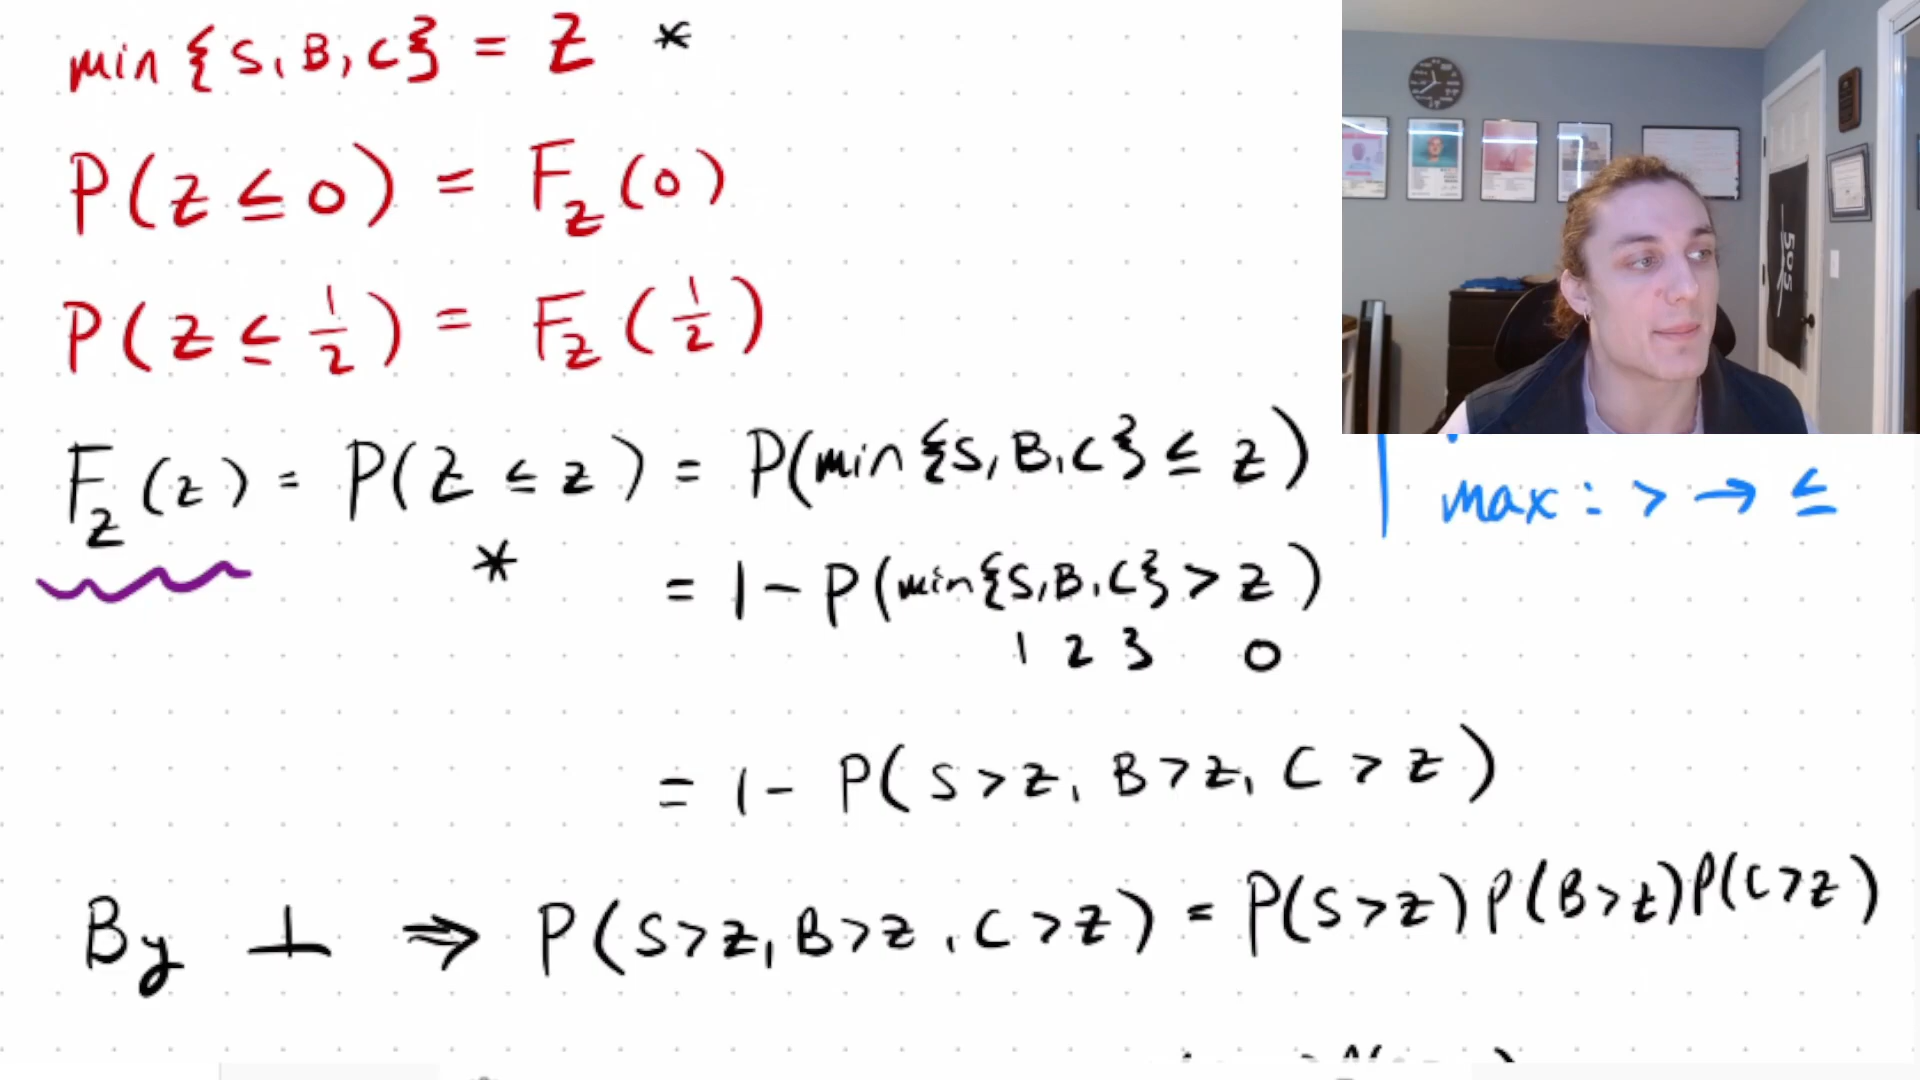 min {S, B, C} = Z *
P(Z ≤ 0) = F_Z(0)
P(Z ≤ 1/2) = F_Z(1/2)
F_Z(z) = P(Z ≤ z) = P(min{S, B, C} ≤ z)
*
max : > → ≤
= 1 - P(min{S, B, C} > z)
1 2 3 0
= 1 - P(S > z, B > z, C > z)
By ⊥ ⇒ P(S > z, B > z, C > z) = P(S > z) P(B > z) P(C > z)
505